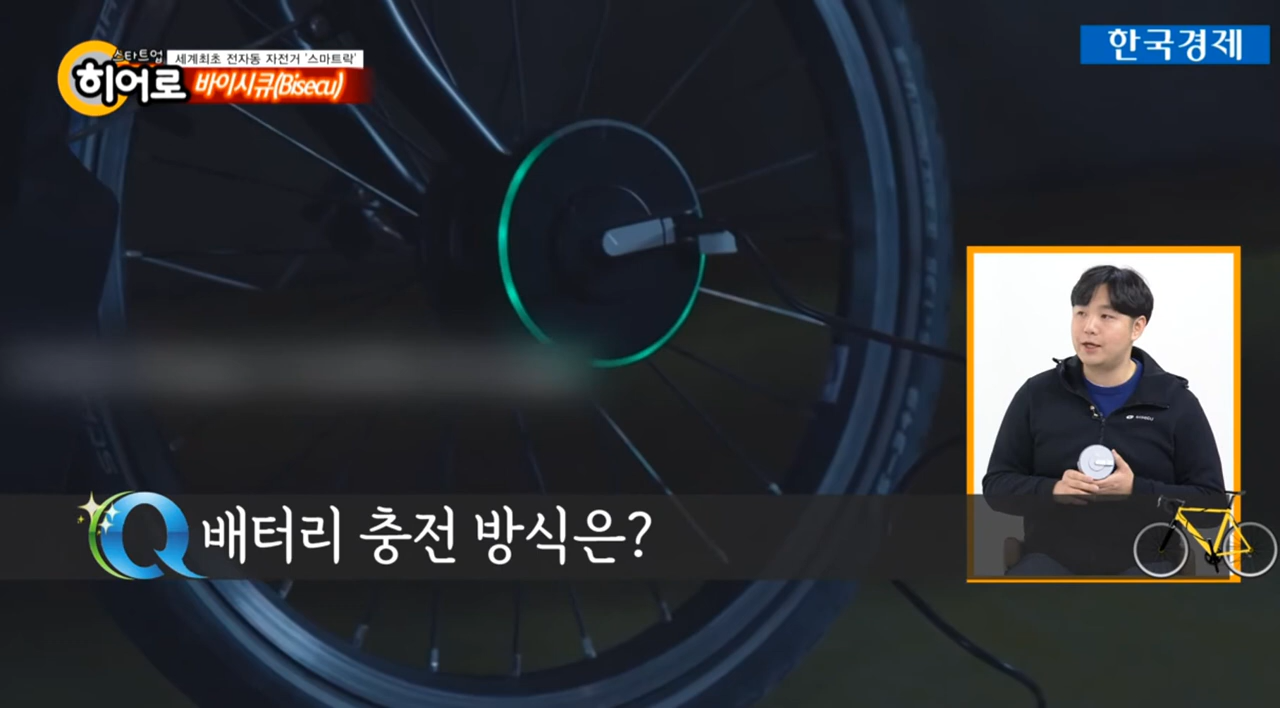 스타트업
히어로
세계최초 전자동 자전거 '스마트락'
바이시큐(Bisecu)
한국경제
Q 배터리 충전 방식은?